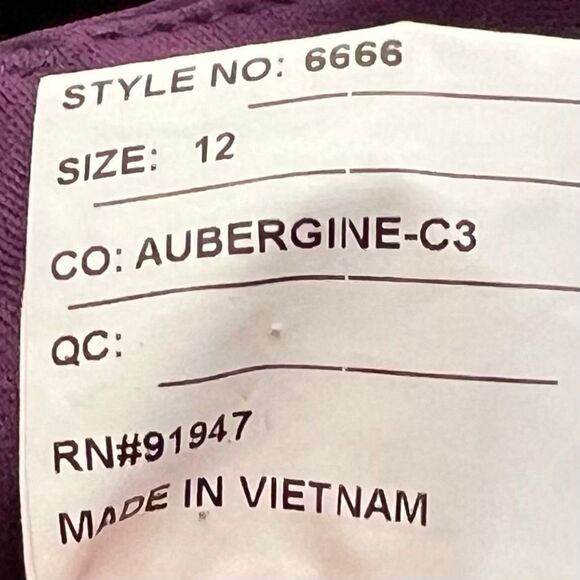 STYLE NO: 6666
SIZE: 12
CO: AUBERGINE-C3
QC:
RN#91947
MADE IN VIETNAM